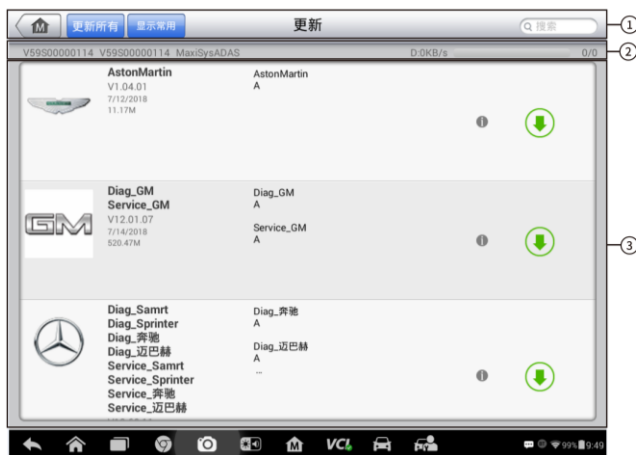 更新所有 显示常用 更新 搜索 1
V59S00000114 V59S00000114 MaxiSysADAS D:0KB/s 0/0 2
AstonMartin AstonMartin
V1.04.01 A
7/12/2018
11.17M
Diag_GM Diag_GM
Service_GM A
V12.01.07
7/14/2018 Service_GM
520.47M A
GM
3
Diag_Samrt Diag_奔驰
Diag_Sprinter A
Diag_奔驰
Diag_迈巴赫 Diag_迈巴赫
Service_Samrt A
Service_Sprinter ...
Service_奔驰
Service_迈巴赫
VCI 99% 9:49